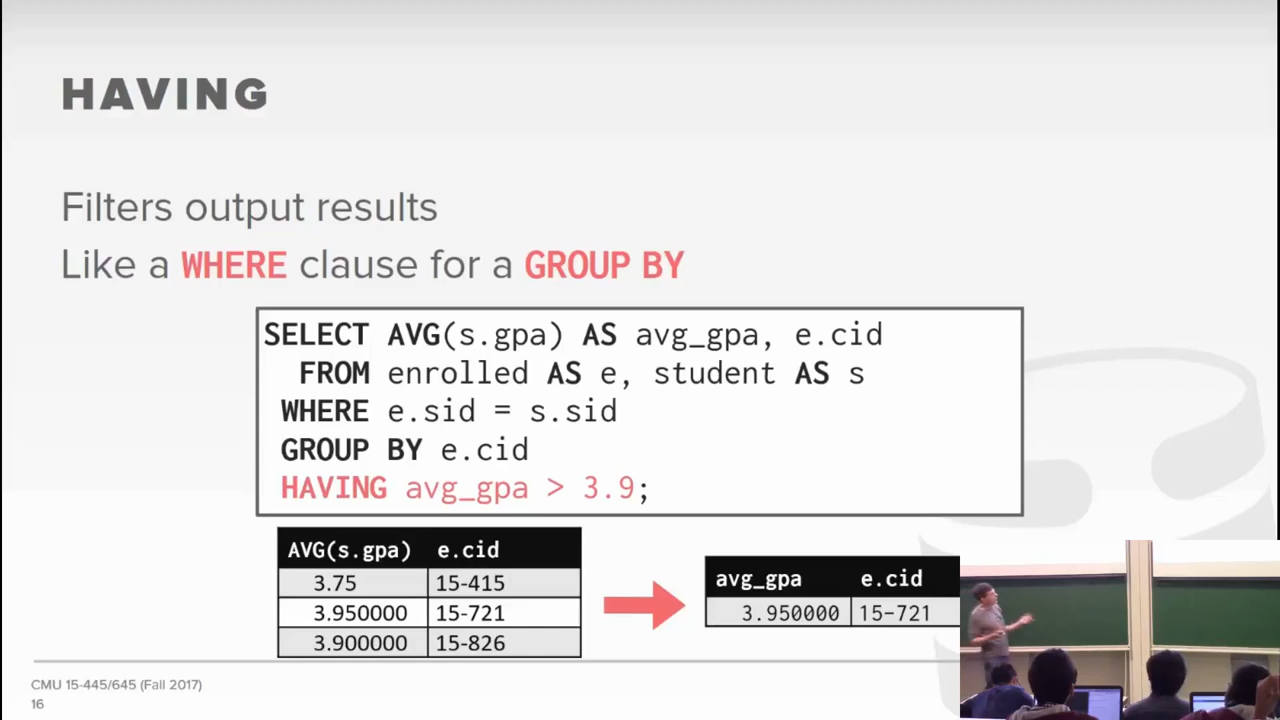 HAVING
Filters output results
Like a WHERE clause for a GROUP BY
SELECT AVG(s.gpa) AS avg_gpa, e.cid
FROM enrolled AS e, student AS s
WHERE e.sid = s.sid
GROUP BY e.cid
HAVING avg_gpa > 3.9;
AVG(s.gpa) e.cid
3.75 15-415
3.950000 15-721
3.900000 15-826
avg_gpa e.cid
3.950000 15-721
CMU 15-445/645 (Fall 2017)
16